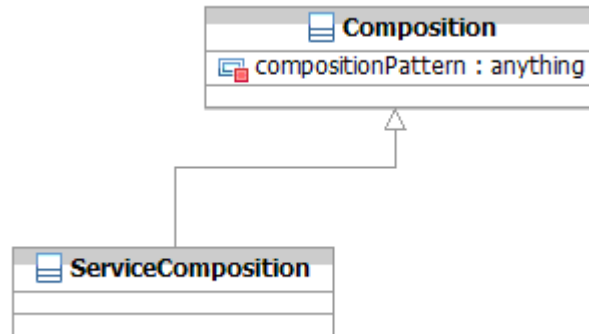 Composition
compositionPattern : anything
ServiceComposition